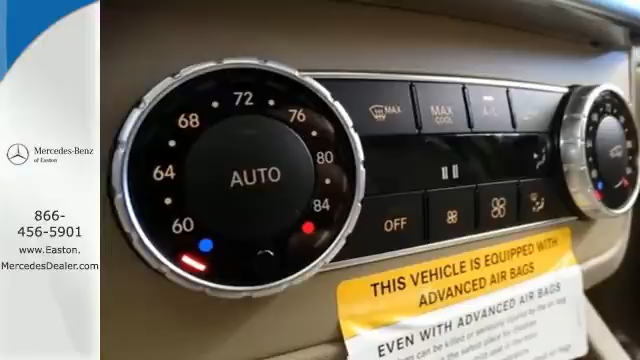 Mercedes-Benz
of Easton
866-
456-5901
www.Easton.
MercedesDealer.com
72
68
76
64
80
60
84
AUTO
MAX
MAX
COOL
A/C
OFF
THIS VEHICLE IS EQUIPPED WITH
ADVANCED AIR BAGS
EVEN WITH ADVANCED AIR BAGS